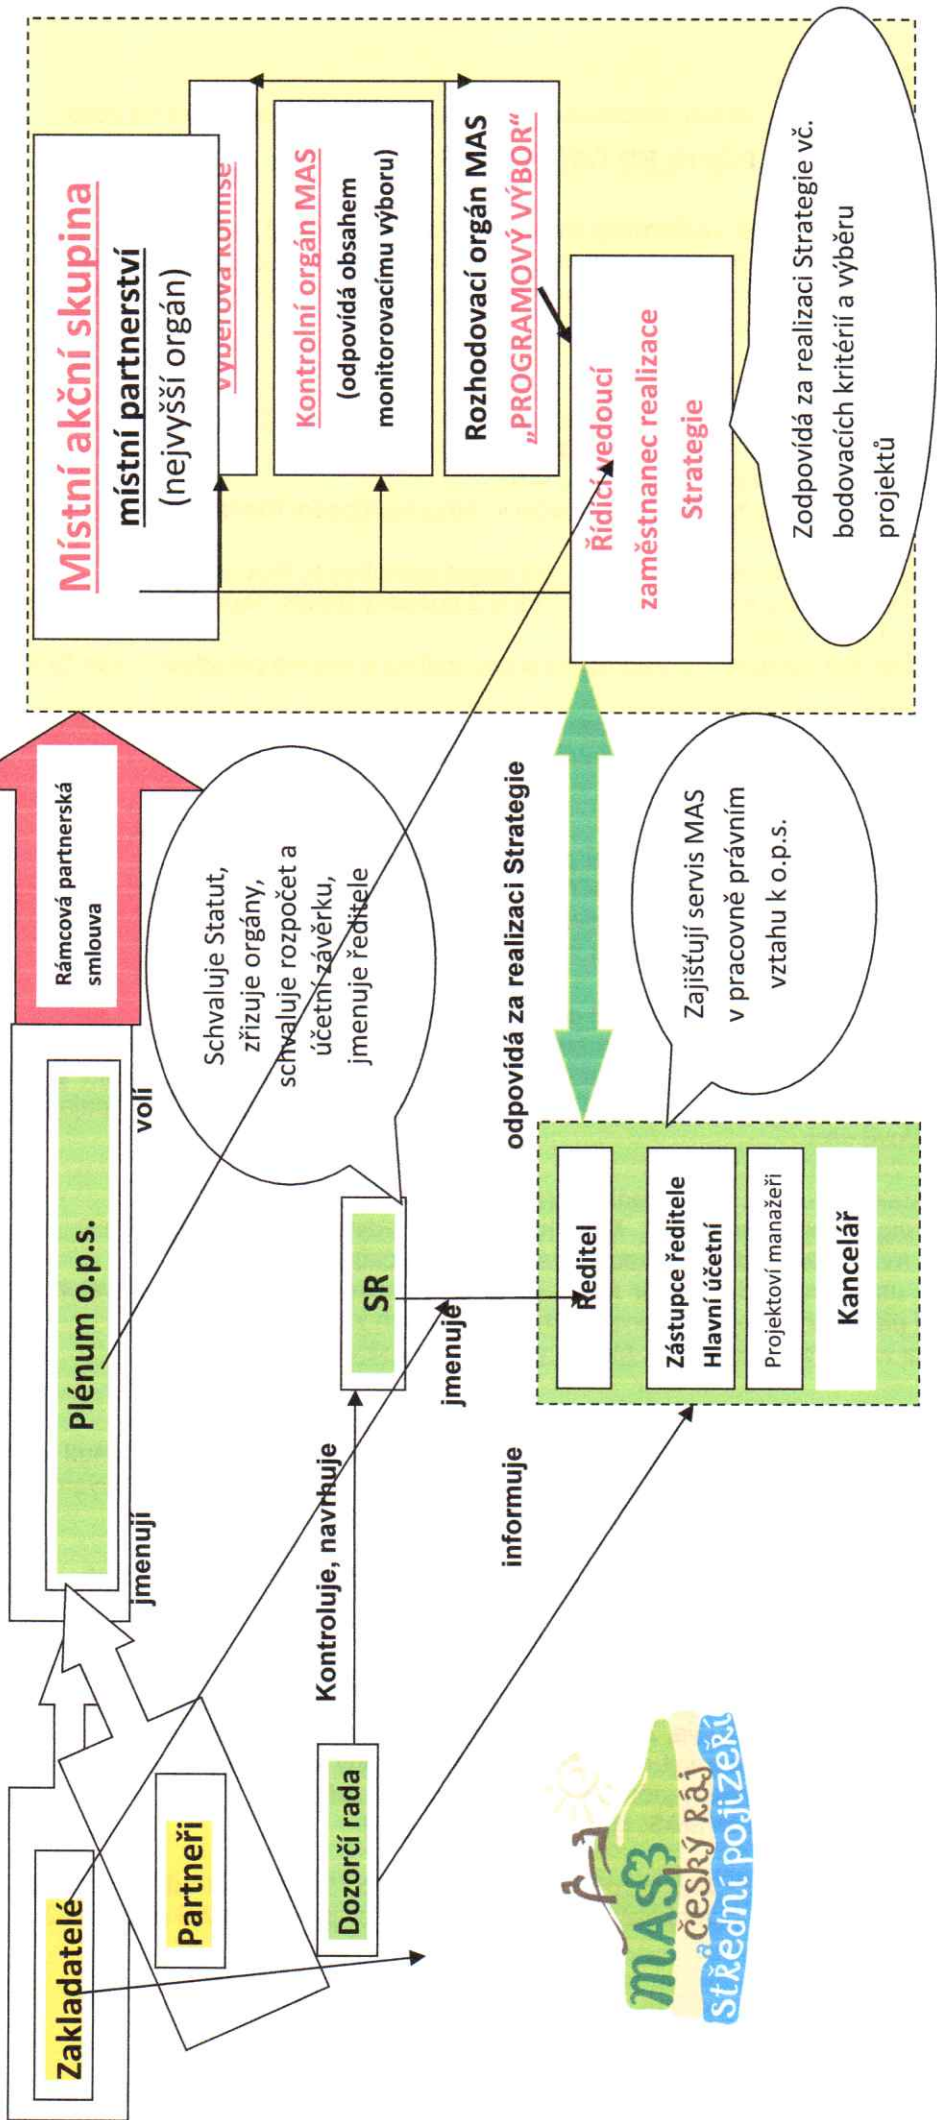 Zakladatelé
Partneři
Plénum o.p.s.
jmenují
volí
Rámcová partnerská
smlouva
Místní akční skupina
místní partnerství
(nejvyšší orgán)
Výběrová komise
Kontrolní orgán MAS
(odpovídá obsahem
monitorovacímu výboru)
Rozhodovací orgán MAS
„PROGRAMOVÝ VÝBOR“
Řídící vedoucí
zaměstnanec realizace
Strategie
Zodpovídá za realizaci Strategie vč.
bodovacích kritérií a výběru
projektů
Schvaluje Statut,
zřizuje orgány,
schvaluje rozpočet a
účetní závěrku,
jmenuje ředitele
Dozorčí rada
Kontroluje, navrhuje
SR
jmenuje
informuje
odpovídá za realizaci Strategie
Ředitel
Zástupce ředitele
Hlavní účetní
Projektoví manažeři
Kancelář
Zajišťují servis MAS
v pracovně právním
vztahu k o.p.s.
MAS
český ráj
a
střední pojizeří